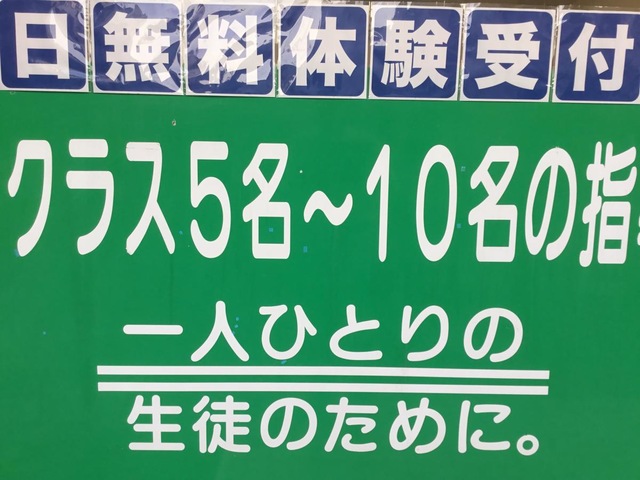 日無料体験受付
クラス5名~10名の指
一人ひとりの
生徒のために。